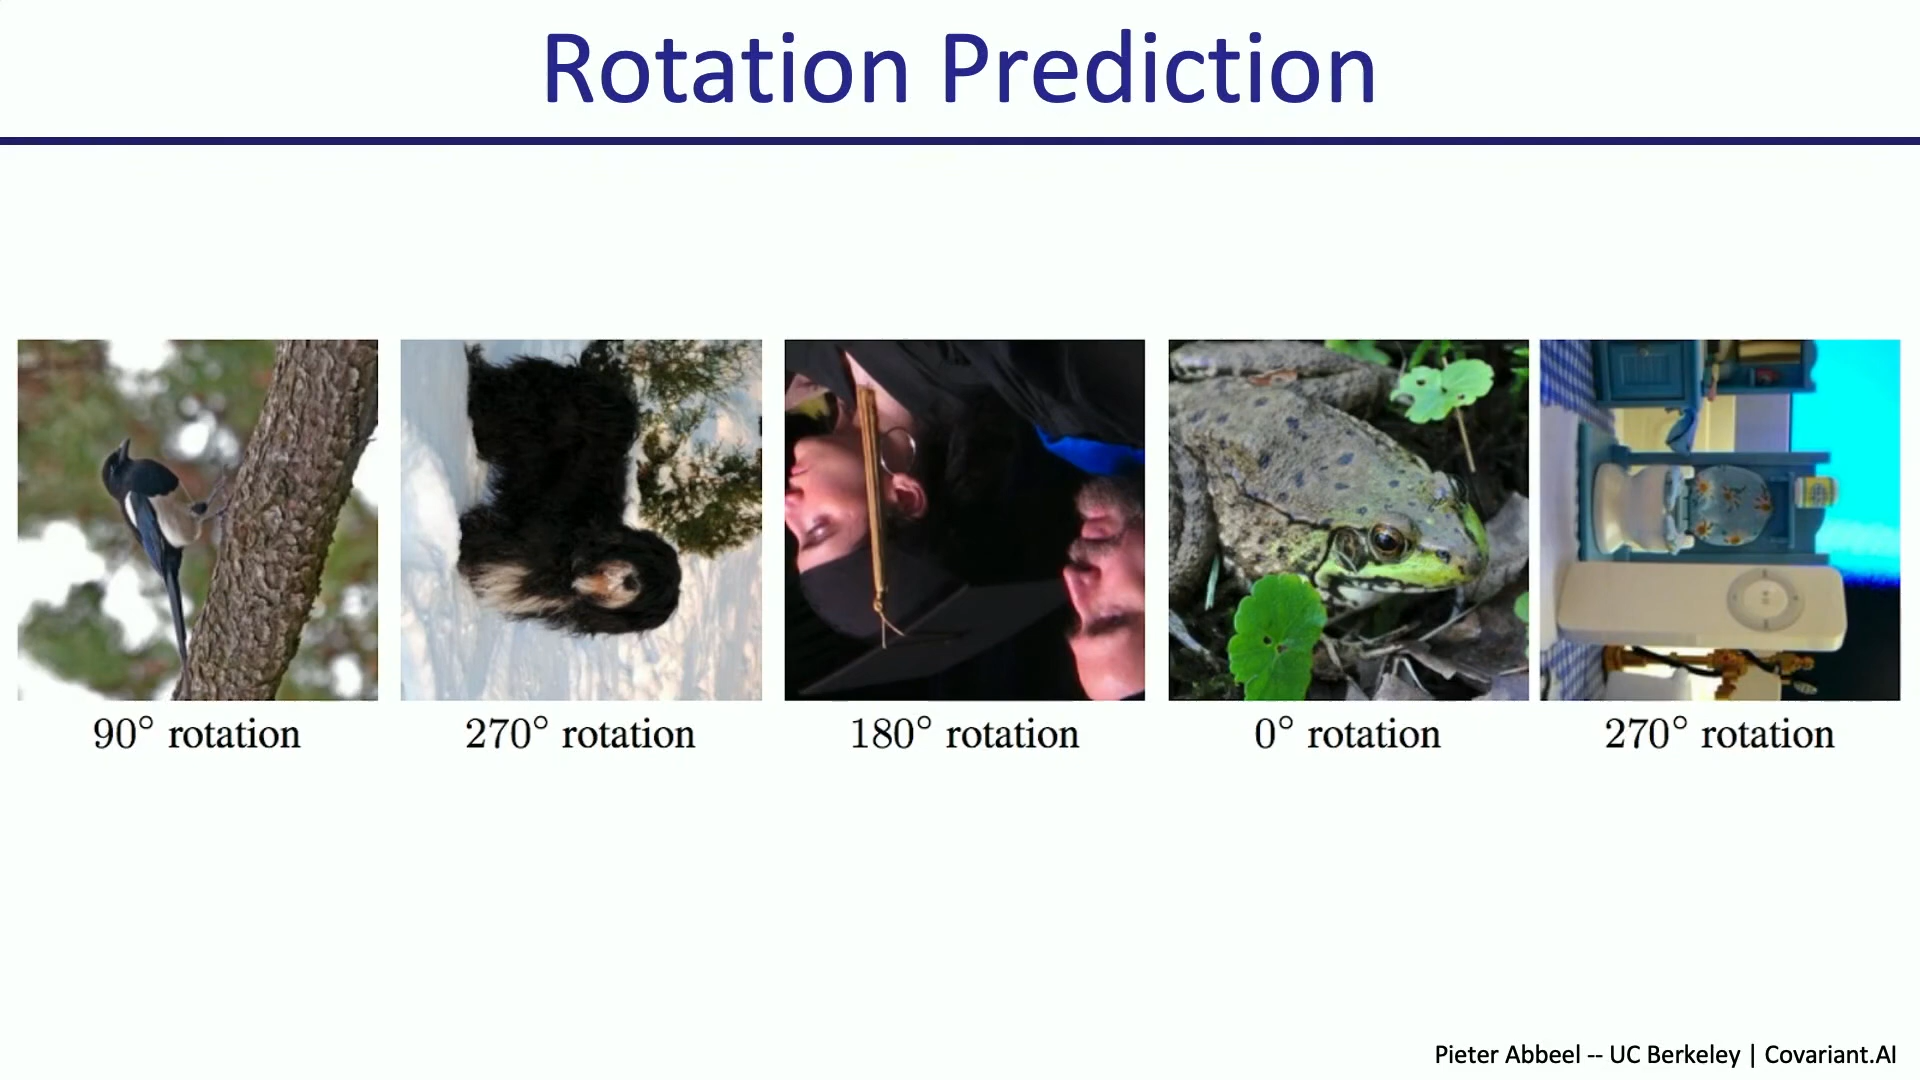 Rotation Prediction
90° rotation
270° rotation
180° rotation
0° rotation
270° rotation
Pieter Abbeel -- UC Berkeley | Covariant.AI